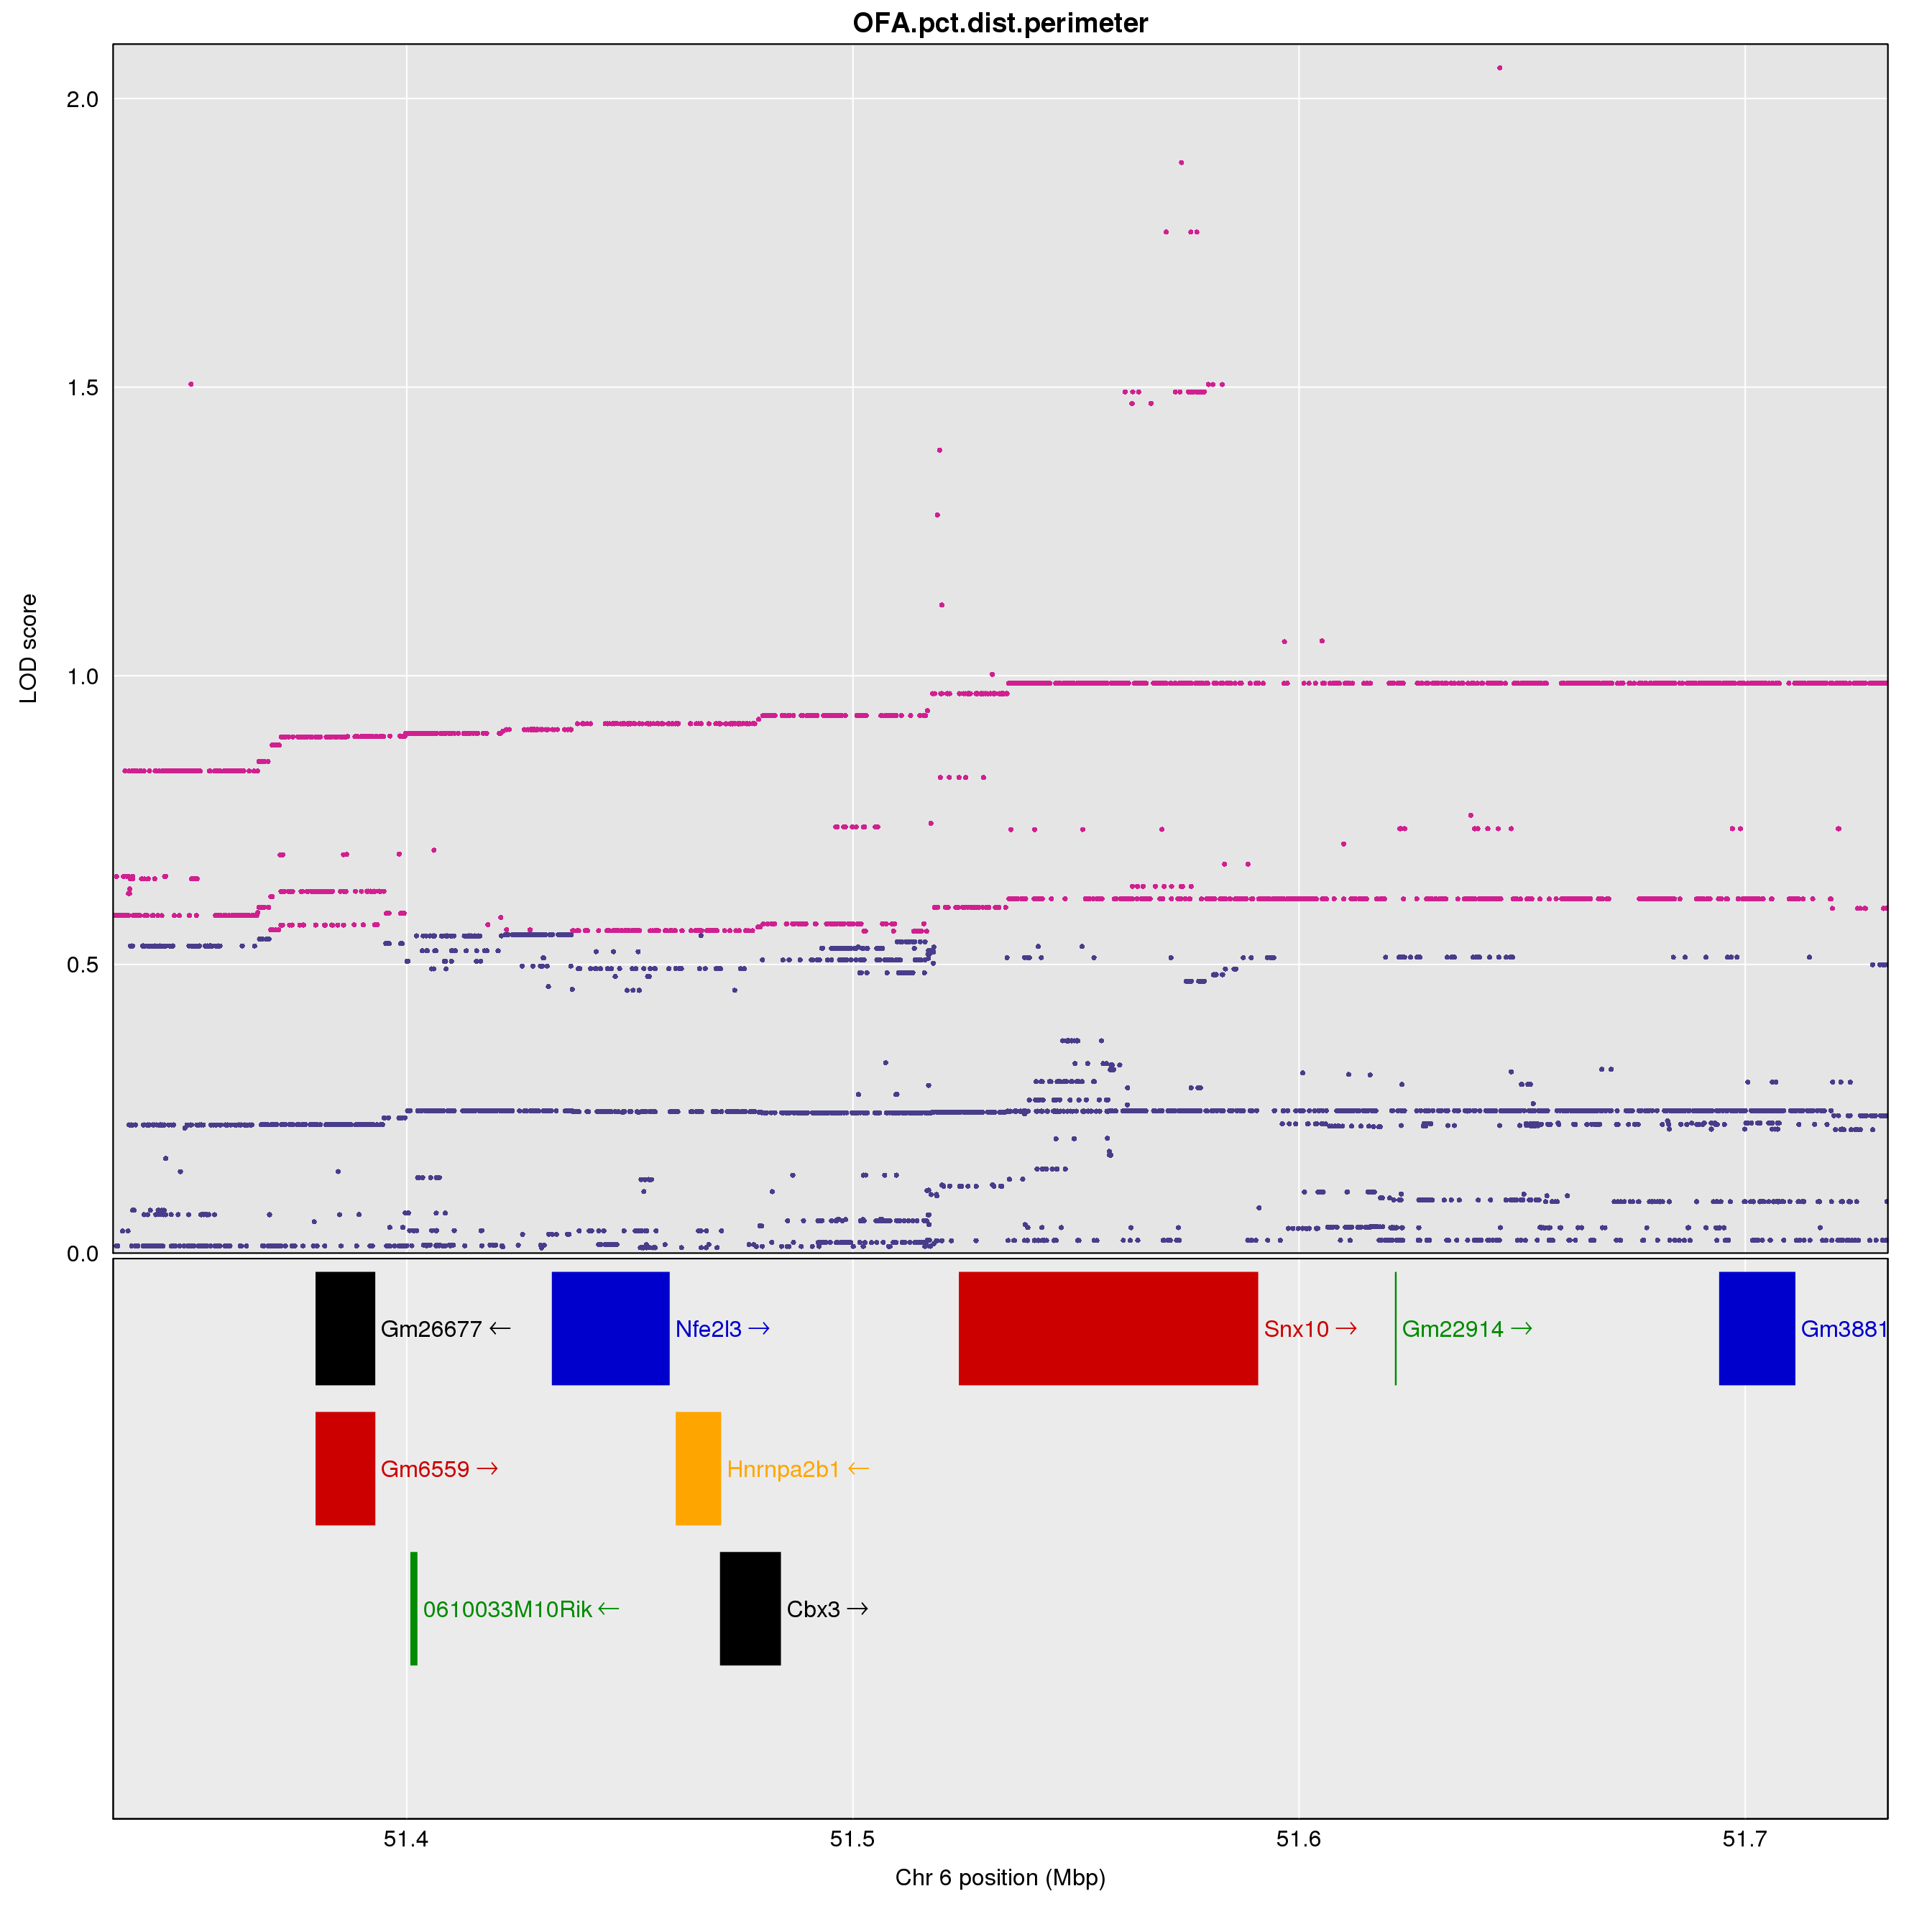 OFA.pct.dist.perimeter
2.0
1.5
1.0
0.5
0.0
LOD score
Gm26677 ←
Nfe2l3 →
Snx10 →
Gm22914 →
Gm3881
Gm6559 →
Hnrnpa2b1 ←
0610033M10Rik ←
Cbx3 →
51.4 51.5 51.6 51.7
Chr 6 position (Mbp)